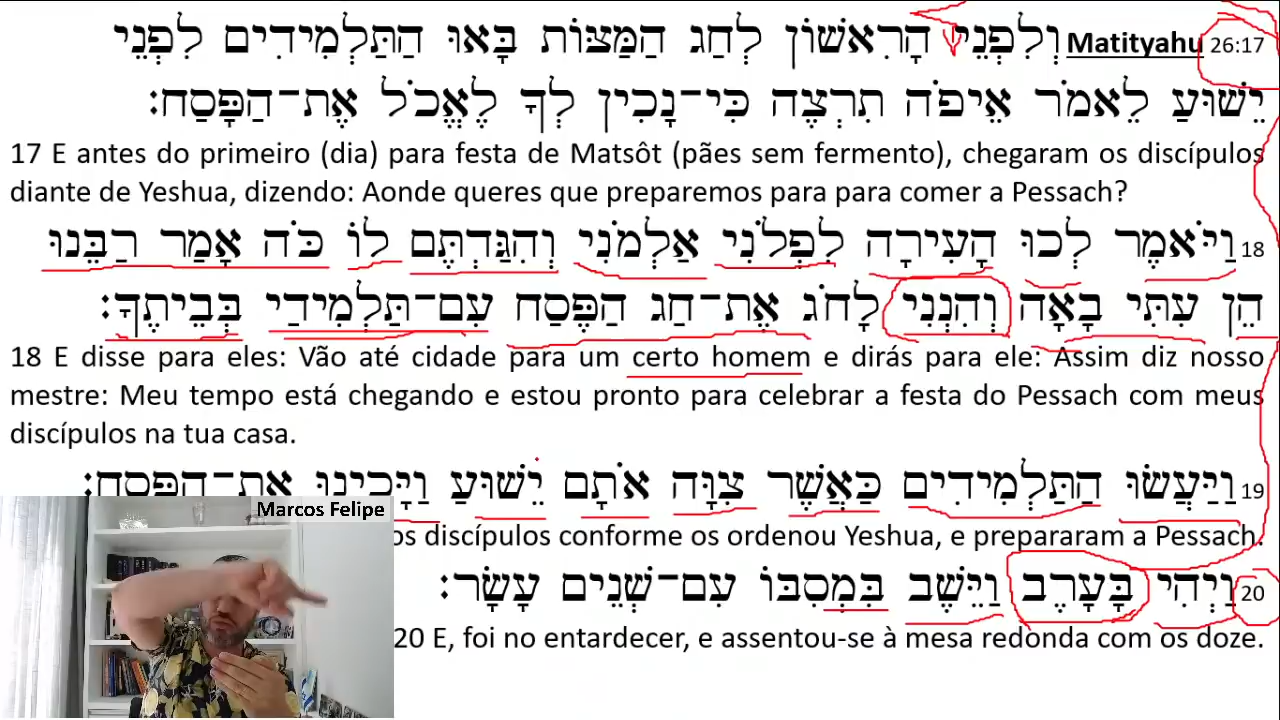 Matityahu 26:17 וְלִפְנֵי הָרִאשׁוֹן לְחַג הַמַּצּוֹת בָּאוּ הַתַּלְמִידִים לִפְנֵי
יֵשׁוּעַ לֵאמֹר אֵיפֹה תִרְצֶה כִּי־נָכִין לְךָ לֶאֱכֹל אֶת־הַפָּסַח׃
17 E antes do primeiro (dia) para festa de Matsôt (pães sem fermento), chegaram os discípulos
diante de Yeshua, dizendo: Aonde queres que preparemos para para comer a Pessach?
18 וַיֹּאמֶר לְכוּ הָעִירָה לִפְלֹנִי אַלְמֹנִי וְהִגַּדְתֶּם לוֹ כֹּה אָמַר רַבֵּנוּ
הֵן עִתִּי בָאָה וְהִנְנִי לָחֹג אֶת־חַג הַפֶּסַח עִם־תַּלְמִידַי בְּבֵיתֶךָ׃
18 E disse para eles: Vão até cidade para um certo homem e dirás para ele: Assim diz nosso
mestre: Meu tempo está chegando e estou pronto para celebrar a festa do Pessach com meus
discípulos na tua casa.
19 וַיַּעֲשׂוּ הַתַּלְמִידִים כַּאֲשֶׁר צִוָּה אֹתָם יֵשׁוּעַ וַיָּכִינוּ אֶת־הַפָּסַח׃
Marcos Felipe
os discípulos conforme os ordenou Yeshua, e prepararam a Pessach.
20 וַיְהִי בָּעָרֶב וַיֵּשֶׁב בִּמְסִבּוֹ עִם־שְׁנֵים עָשָׂר׃
20 E, foi no entardecer, e assentou-se à mesa redonda com os doze.